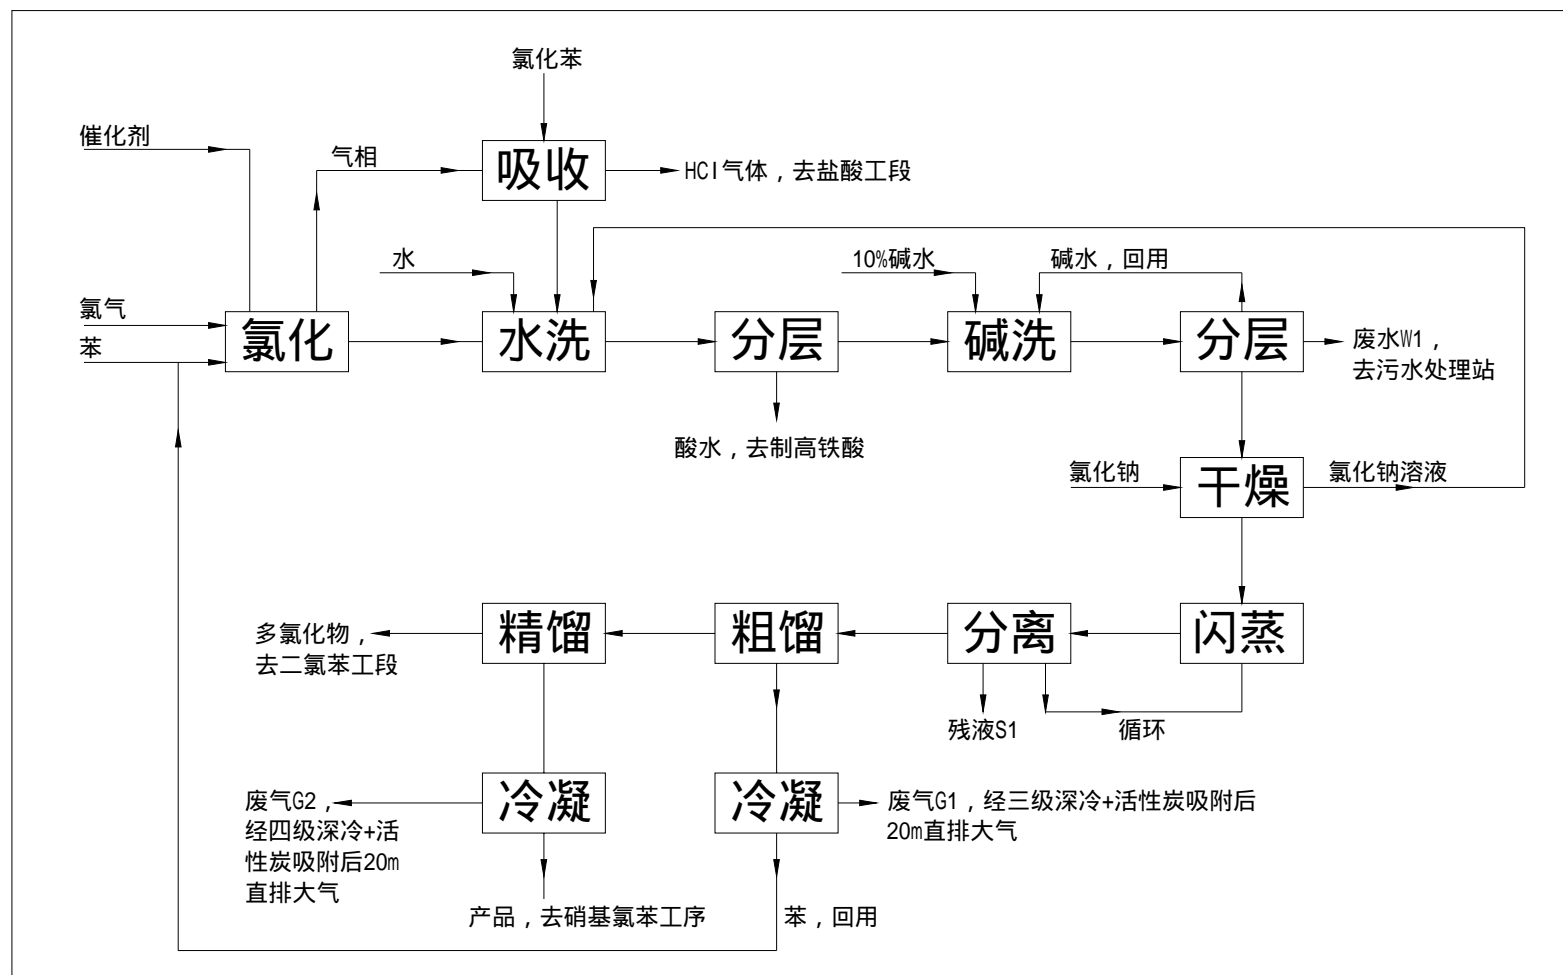 氯化苯
催化剂
气相
吸收
HCl气体，去盐酸工段
水
10%碱水
碱水，回用
氯气
苯
氯化
水洗
分层
碱洗
分层
废水W1，
去污水处理站
酸水，去制高铁酸
氯化钠
干燥
氯化钠溶液
多氯化物，
去二氯苯工段
精馏
粗馏
分离
闪蒸
残液S1
循环
废气G2，
经四级深冷+活
性炭吸附后20m
直排大气
冷凝
冷凝
废气G1，经三级深冷+活性炭吸附后
20m直排大气
产品，去硝基氯苯工序
苯，回用